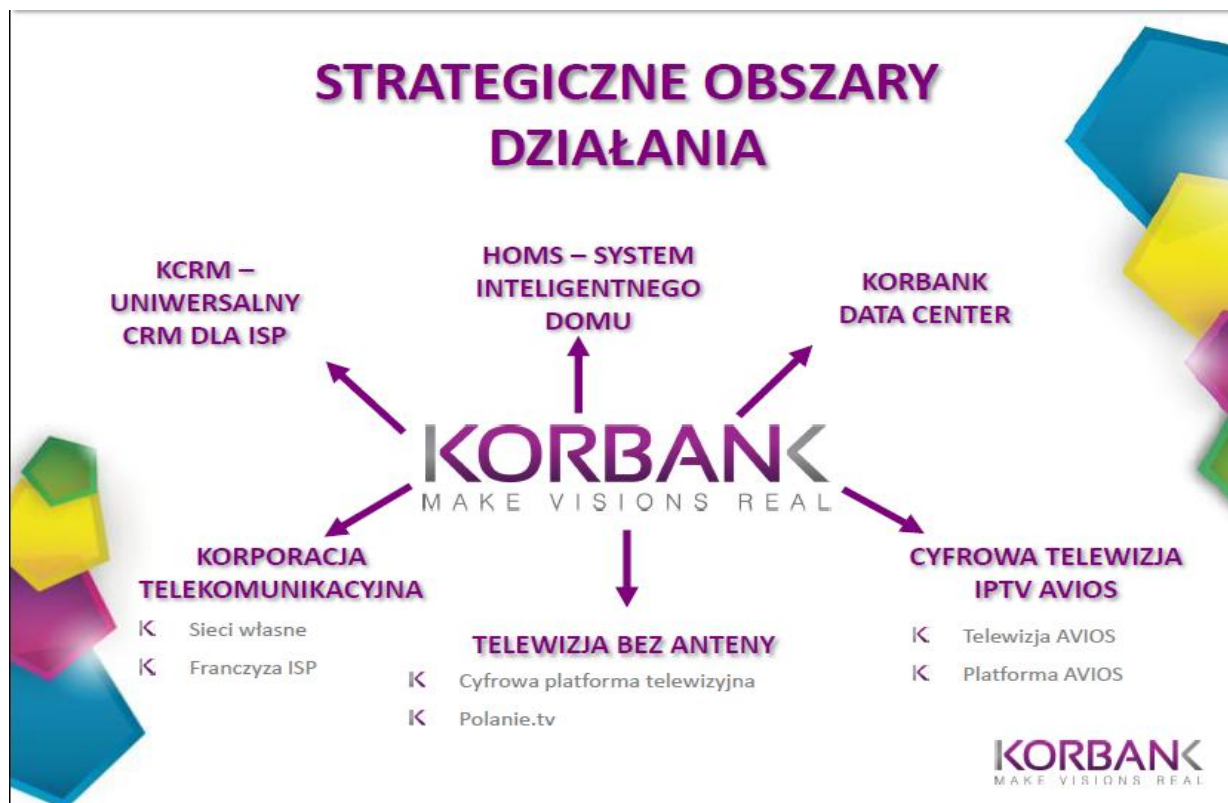 STRATEGICZNE OBSZARY
DZIAŁANIA
KCRM –
UNIWERSALNY
CRM DLA ISP
HOMS – SYSTEM
INTELIGENTNEGO
DOMU
KORBANK
DATA CENTER
KORBANK
MAKE VISIONS REAL
KORPORACJA
TELEKOMUNIKACYJNA
Sieci własne
Franczyza ISP
TELEWIZJA BEZ ANTENY
Cyfrowa platforma telewizyjna
Polanie.tv
CYFROWA TELEWIZJA
IPTV AVIOS
Telewizja AVIOS
Platforma AVIOS
KORBANK
MAKE VISIONS REAL